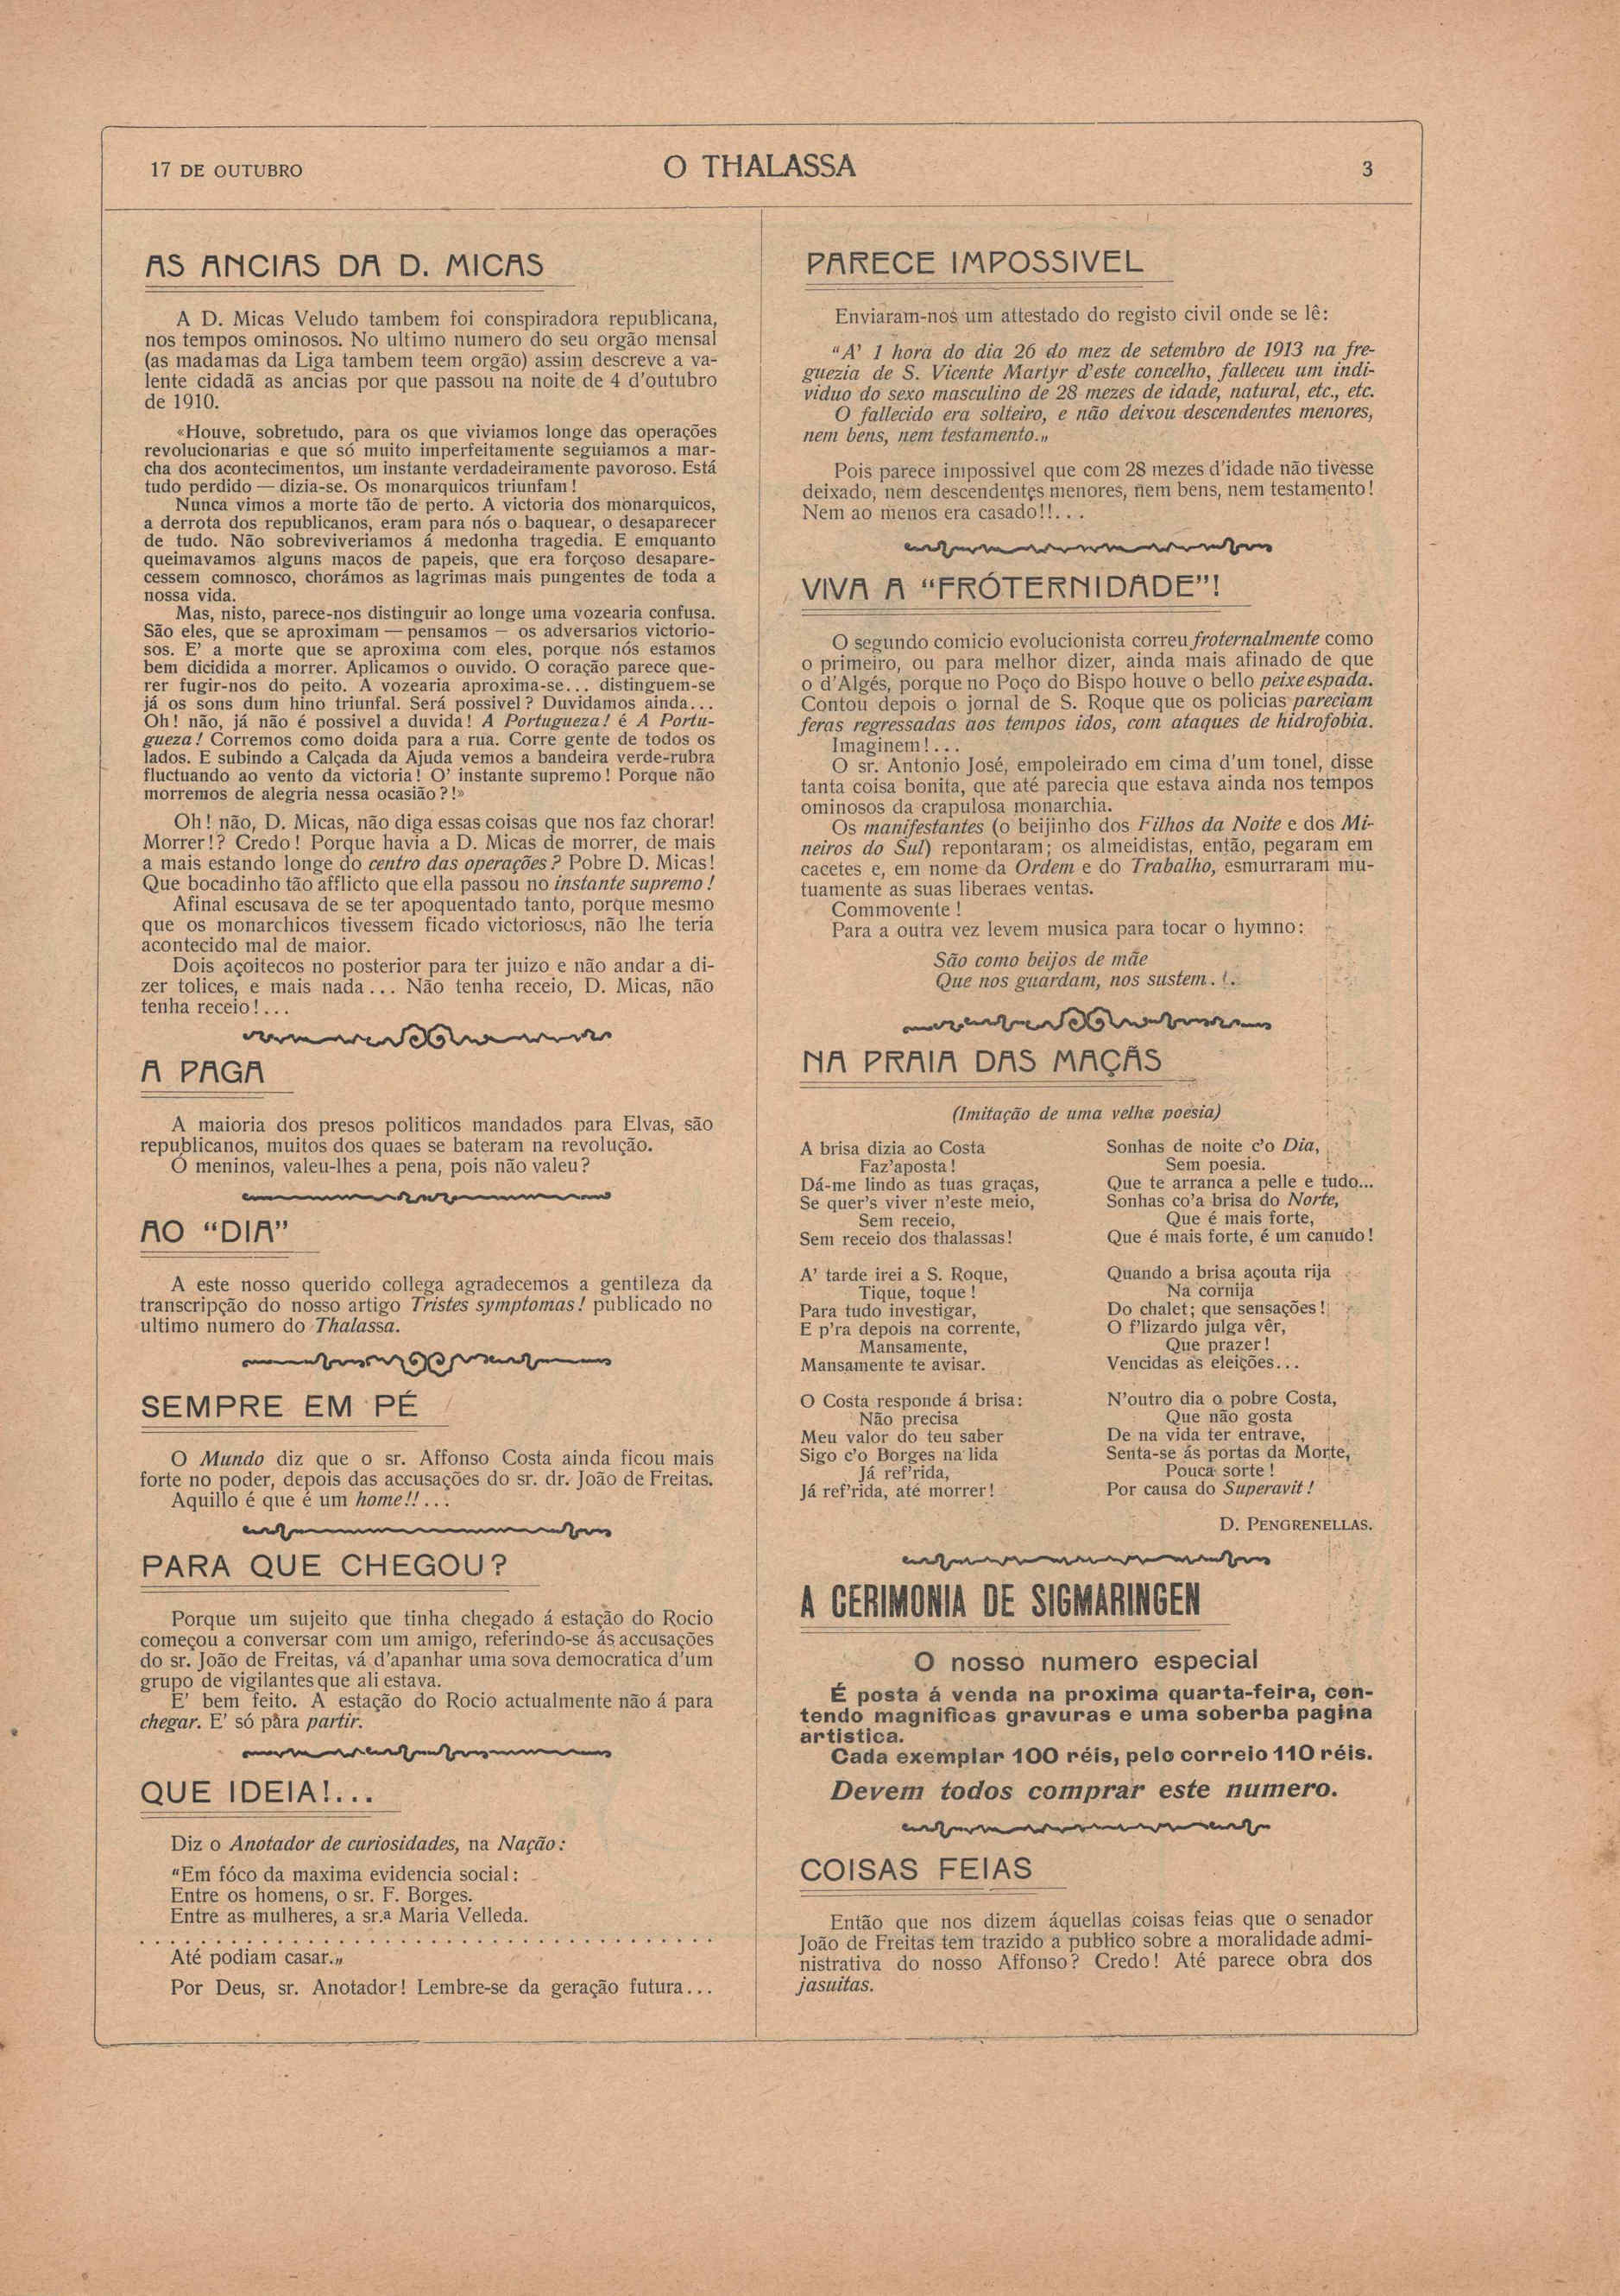 17 DE OUTUBRO
O THALASSA
3
AS ANCIAS DA D. MICAS
A D. Micas Veludo tambem foi conspiradora republicana,
nos tempos ominosos. No ultimo numero do seu orgão mensal
(as madamas da Liga tambem teem orgão) assim descreve a va-
lente cidadã as ancias por que passou na noite de 4 d'outubro
de 1910.
«Houve, sobretudo, para os que viviamos longe das operações
revolucionarias e que só muito imperfeitamente seguiamos a mar-
cha dos acontecimentos, um instante verdadeiramente pavoroso. Está
tudo perdido — dizia-se. Os monarquicos triunfam!
Nunca vimos a morte tão de perto. A victoria dos monarquicos,
a derrota dos republicanos, eram para nós o baquear, o desaparecer
de tudo. Não sobreviveriamos á medonha tragedia. E emquanto
queimavamos alguns maços de papeis, que era forçoso desapare-
cessem comnosco, chorámos as lagrimas mais pungentes de toda a
nossa vida.
Mas, nisto, parece-nos distinguir ao longe uma vozearia confusa.
São eles, que se aproximam — pensamos — os adversarios victorio-
sos. E' a morte que se aproxima com eles, porque nós estamos
bem dicidida a morrer. Aplicamos o ouvido. O coração parece que-
rer fugir-nos do peito. A vozearia aproxima-se... distinguem-se
já os sons dum hino triunfal. Será possivel? Duvidamos ainda...
Oh! não, já não é possivel a duvida! A Portugueza! é A Portu-
gueza! Corremos como doida para a rua. Corre gente de todos os
lados. E subindo a Calçada da Ajuda vemos a bandeira verde-rubra
fluctuando ao vento da victoria! O' instante supremo! Porque não
morremos de alegria nessa ocasião?!»
Oh! não, D. Micas, não diga essas coisas que nos faz chorar!
Morrer!? Credo! Porque havia a D. Micas de morrer, de mais
a mais estando longe do centro das operações? Pobre D. Micas!
Que bocadinho tão afflicto que ella passou no instante supremo!
Afinal escusava de se ter apoquentado tanto, porque mesmo
que os monarchicos tivessem ficado victoriosos, não lhe teria
acontecido mal de maior.
Dois açoitecos no posterior para ter juizo e não andar a di-
zer tolices, e mais nada... Não tenha receio, D. Micas, não
tenha receio!...
A PAGA
A maioria dos presos politicos mandados para Elvas, são
republicanos, muitos dos quaes se bateram na revolução.
Ó meninos, valeu-lhes a pena, pois não valeu?
AO "DIA"
A este nosso querido collega agradecemos a gentileza da
transcripção do nosso artigo Tristes symptomas! publicado no
ultimo numero do Thalassa.
SEMPRE EM PÉ
O Mundo diz que o sr. Affonso Costa ainda ficou mais
forte no poder, depois das accusações do sr. dr. João de Freitas.
Aquillo é que é um home!!...
PARA QUE CHEGOU?
Porque um sujeito que tinha chegado á estação do Rocio
começou a conversar com um amigo, referindo-se ás accusações
do sr. João de Freitas, vá d'apanhar uma sova democratica d'um
grupo de vigilantes que ali estava.
E' bem feito. A estação do Rocio actualmente não á para
chegar. E' só pàra partir.
QUE IDEIA!...
Diz o Anotador de curiosidades, na Nação:
"Em fóco da maxima evidencia social:
Entre os homens, o sr. F. Borges.
Entre as mulheres, a sr.ª Maria Velleda.
. . . . . . . . . . . . . . . . . . . . . . . . . . . . . . . . . . . . . . . .
Até podiam casar.„
Por Deus, sr. Anotador! Lembre-se da geração futura...
PARECE IMPOSSIVEL
Enviaram-nos um attestado do registo civil onde se lê:
"A' 1 hora do dia 26 do mez de setembro de 1913 na fre-
guezia de S. Vicente Martyr d'este concelho, falleceu um indi-
viduo do sexo masculino de 28 mezes de idade, natural, etc., etc.
O fallecido era solteiro, e não deixou descendentes menores,
nem bens, nem testamento.„
Pois parece impossivel que com 28 mezes d'idade não tivesse
deixado, nem descendentes menores, nem bens, nem testamento!
Nem ao menos era casado!!...
VIVA A "FRÓTERNIDADE"!
O segundo comicio evolucionista correu froternalmente como
o primeiro, ou para melhor dizer, ainda mais afinado de que
o d'Algés, porque no Poço do Bispo houve o bello peixe espada.
Contou depois o jornal de S. Roque que os policias pareciam
feras regressadas aos tempos idos, com ataques de hidrofobia.
Imaginem!...
O sr. Antonio José, empoleirado em cima d'um tonel, disse
tanta coisa bonita, que até parecia que estava ainda nos tempos
ominosos da crapulosa monarchia.
Os manifestantes (o beijinho dos Filhos da Noite e dos Mi-
neiros do Sul) repontaram; os almeidistas, então, pegaram em
cacetes e, em nome da Ordem e do Trabalho, esmurraram mu-
tuamente as suas liberaes ventas.
Commovente!
Para a outra vez levem musica para tocar o hymno:
São como beijos de mãe
Que nos guardam, nos sustem...
NA PRAIA DAS MAÇÃS
(Imitação de uma velha poesia)
A brisa dizia ao Costa
Faz'aposta!
Dá-me lindo as tuas graças,
Se quer's viver n'este meio,
Sem receio,
Sem receio dos thalassas!
A' tarde irei a S. Roque,
Tique, toque!
Para tudo investigar,
E p'ra depois na corrente,
Mansamente,
Mansamente te avisar.
O Costa responde á brisa:
Não precisa
Meu valor do teu saber
Sigo c'o Borges na lida
Já ref'rida,
Já ref'rida, até morrer!
Sonhas de noite c'o Dia,
Sem poesia.
Que te arranca a pelle e tudo...
Sonhas co'a brisa do Norte,
Que é mais forte,
Que é mais forte, é um canudo!
Quando a brisa açouta rija
Na cornija
Do chalet; que sensações!
O f'lizardo julga vêr,
Que prazer!
Vencidas as eleições...
N'outro dia o pobre Costa,
Que não gosta
De na vida ter entrave,
Senta-se ás portas da Morte,
Pouca sorte!
Por causa do Superavit!
D. PENGRENELLAS.
A CERIMONIA DE SIGMARINGEN
O nosso numero especial
É posta á venda na proxima quarta-feira, con-
tendo magnificas gravuras e uma soberba pagina
artistica.
Cada exemplar 100 réis, pelo correio 110 réis.
Devem todos comprar este numero.
COISAS FEIAS
Então que nos dizem áquellas coisas feias que o senador
João de Freitas tem trazido a publico sobre a moralidade admi-
nistrativa do nosso Affonso? Credo! Até parece obra dos
jasuitas.